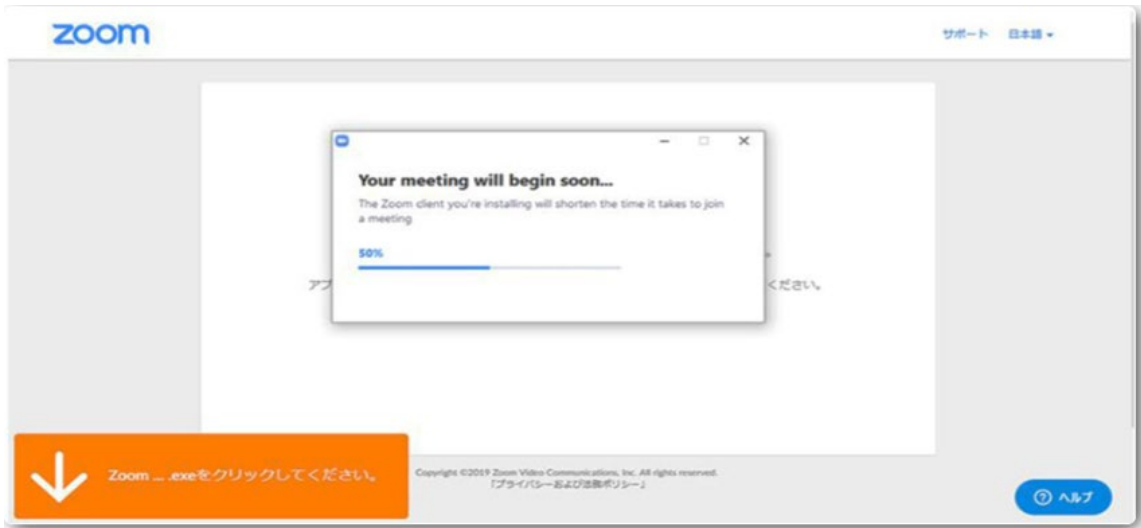 zoom
サポート 日本語
Your meeting will begin soon...
The Zoom client you're installing will shorten the time it takes to join
a meeting
50%
アプ
ください。
Zoom ... .exeをクリックしてください。
Copyright ©2019 Zoom Video Communications, Inc. All rights reserved.
「プライバシーおよび法務ポリシー」
ヘルプ